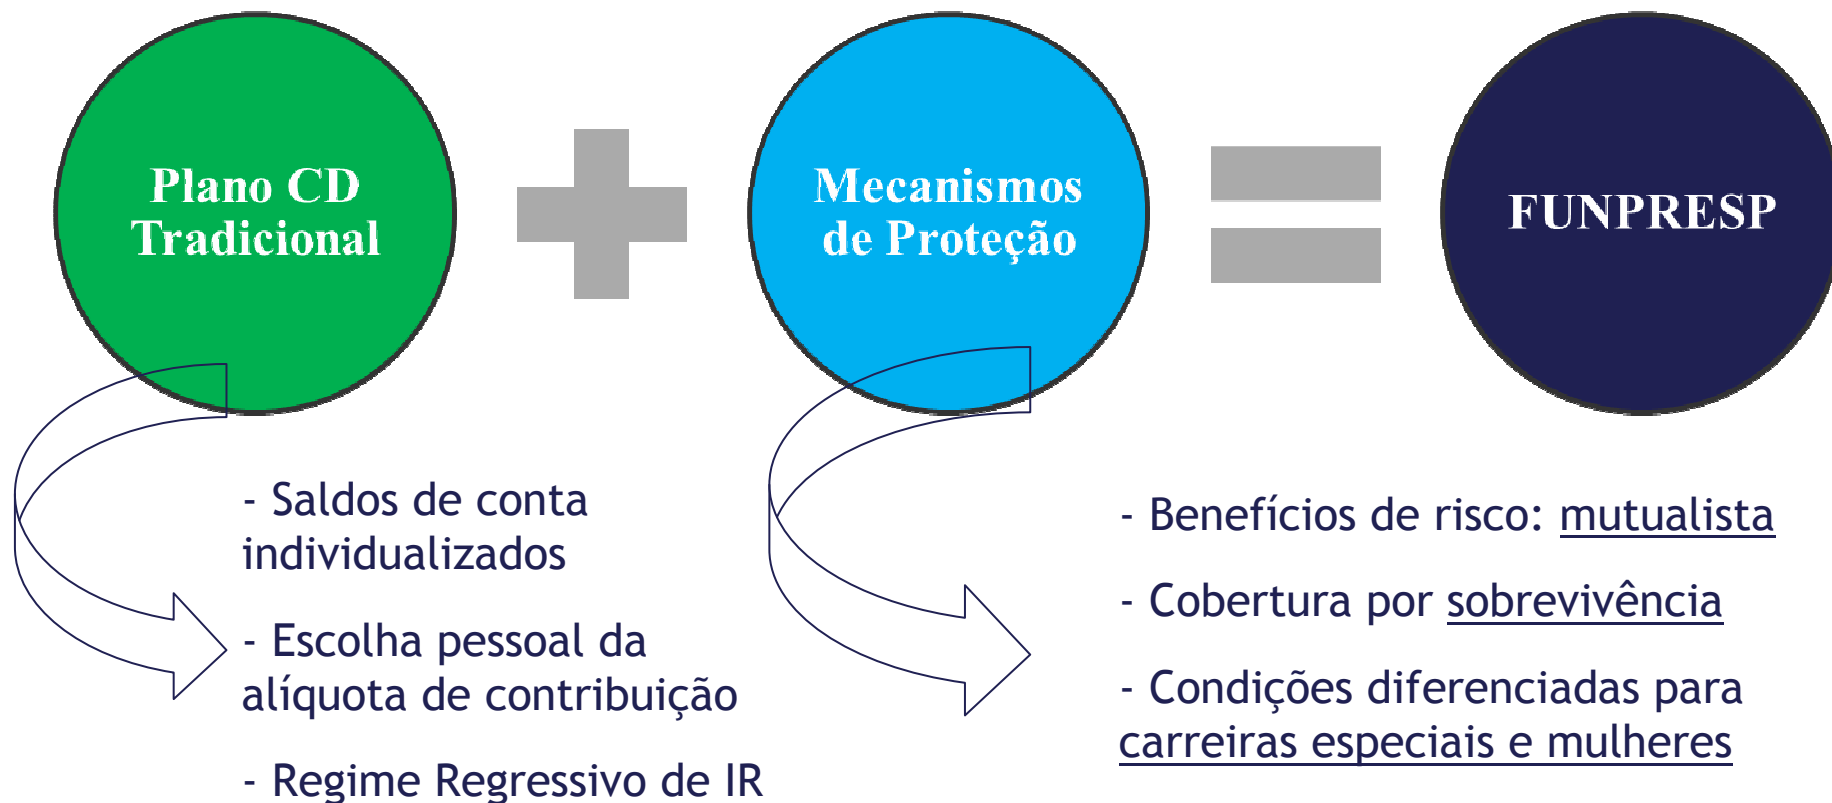 Plano CD
Tradicional
Mecanismos
de Proteção
FUNPRESP
- Saldos de conta
individualizados
- Escolha pessoal da
alíquota de contribuição
- Regime Regressivo de IR
- Benefícios de risco: mutualista
- Cobertura por sobrevivência
- Condições diferenciadas para
carreiras especiais e mulheres